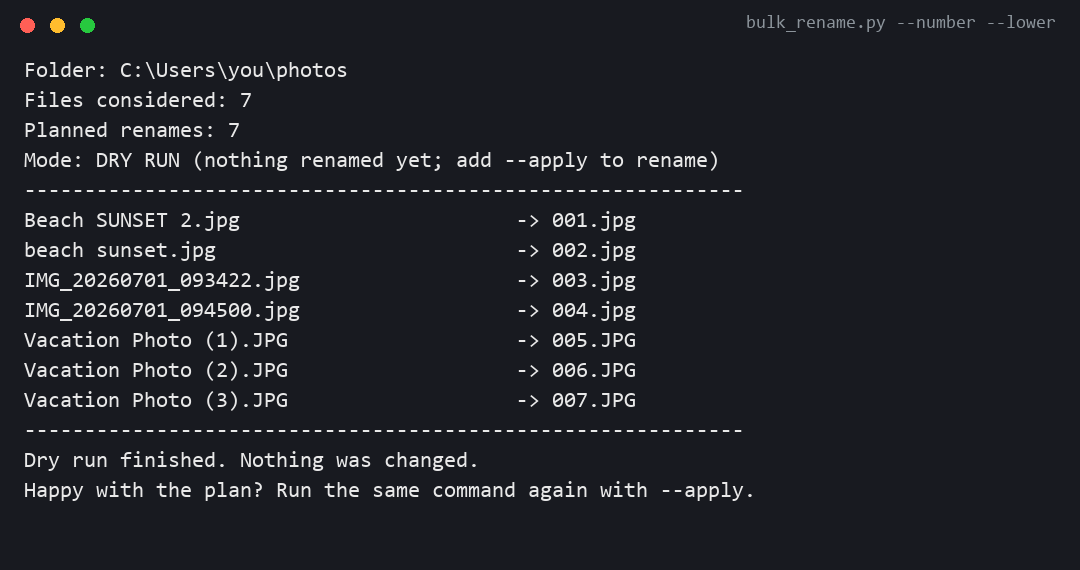 bulk_rename.py --number --lower
Folder: C:\Users\you\photos
Files considered: 7
Planned renames: 7
Mode: DRY RUN (nothing renamed yet; add --apply to rename)
------------------------------------------------------------
Beach SUNSET 2.jpg -> 001.jpg
beach sunset.jpg -> 002.jpg
IMG_20260701_093422.jpg -> 003.jpg
IMG_20260701_094500.jpg -> 004.jpg
Vacation Photo (1).JPG -> 005.JPG
Vacation Photo (2).JPG -> 006.JPG
Vacation Photo (3).JPG -> 007.JPG
------------------------------------------------------------
Dry run finished. Nothing was changed.
Happy with the plan? Run the same command again with --apply.